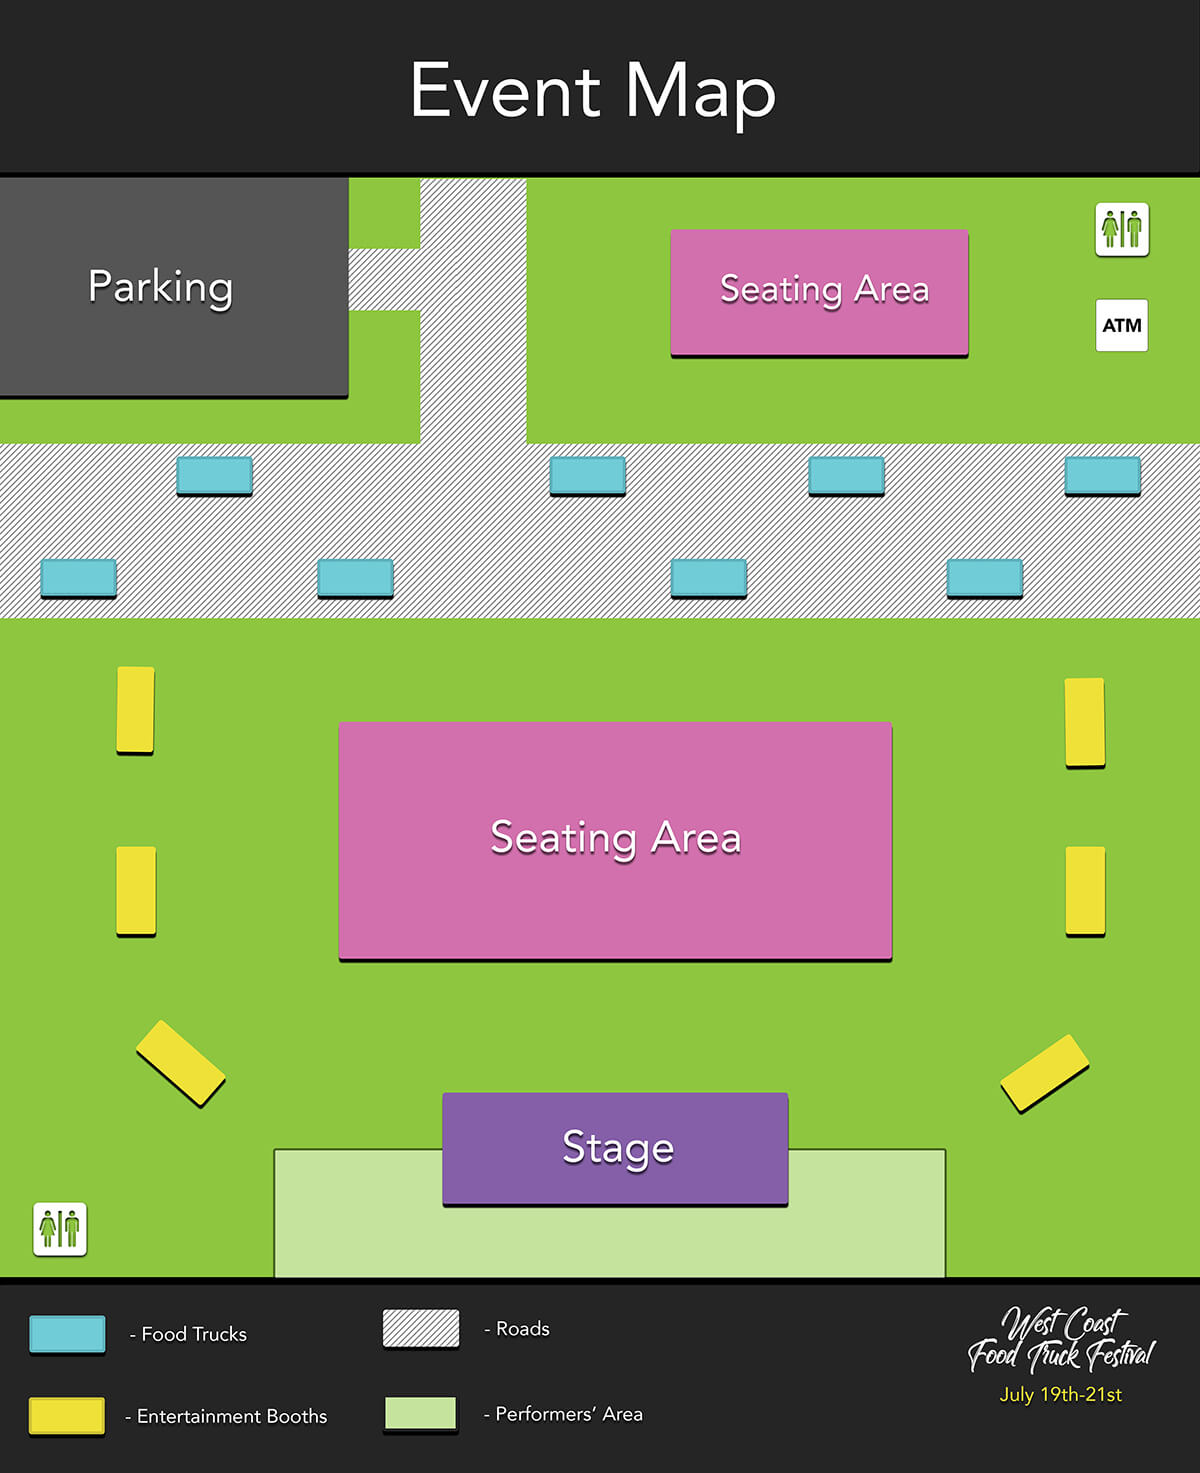 Event Map
Parking
Seating Area
ATM
Seating Area
Stage
- Food Trucks
- Roads
- Entertainment Booths
- Performers’ Area
West Coast
Food Truck Festival
July 19th-21st